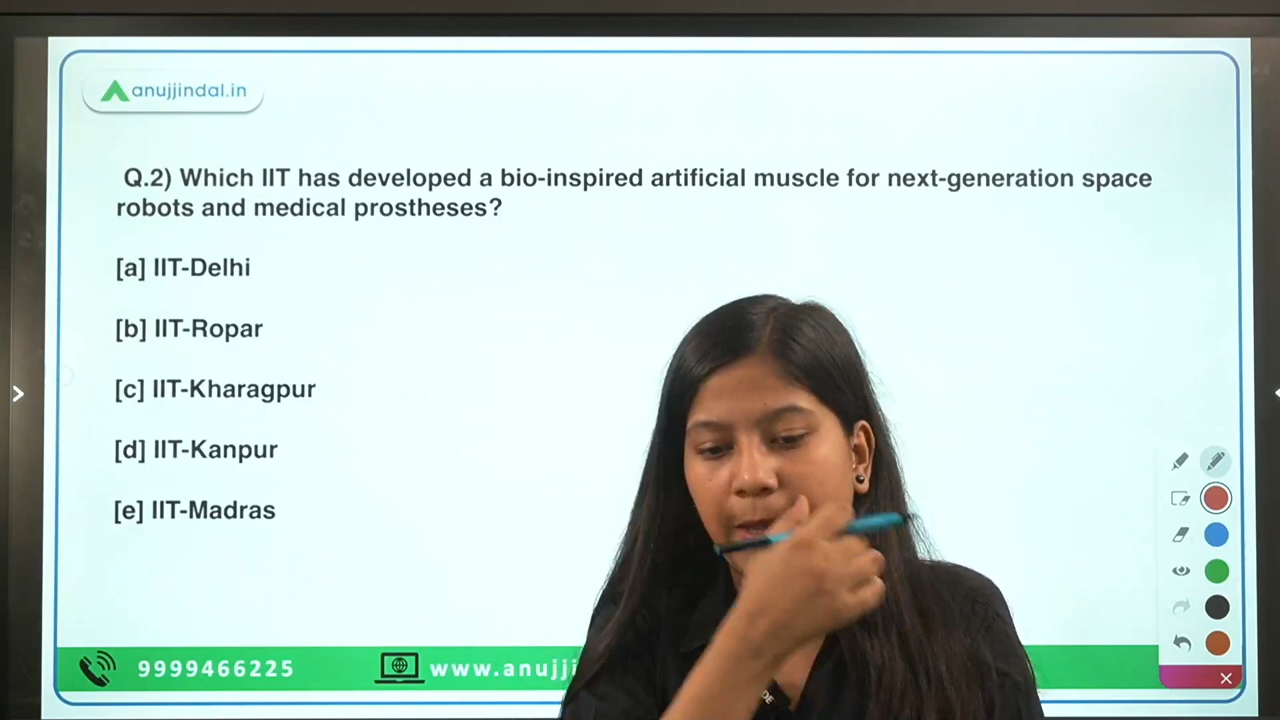 anujjindal.in
Q.2) Which IIT has developed a bio-inspired artificial muscle for next-generation space
robots and medical prostheses?
[a] IIT-Delhi
[b] IIT-Ropar
[c] IIT-Kharagpur
[d] IIT-Kanpur
[e] IIT-Madras
9999466225
www.anujji